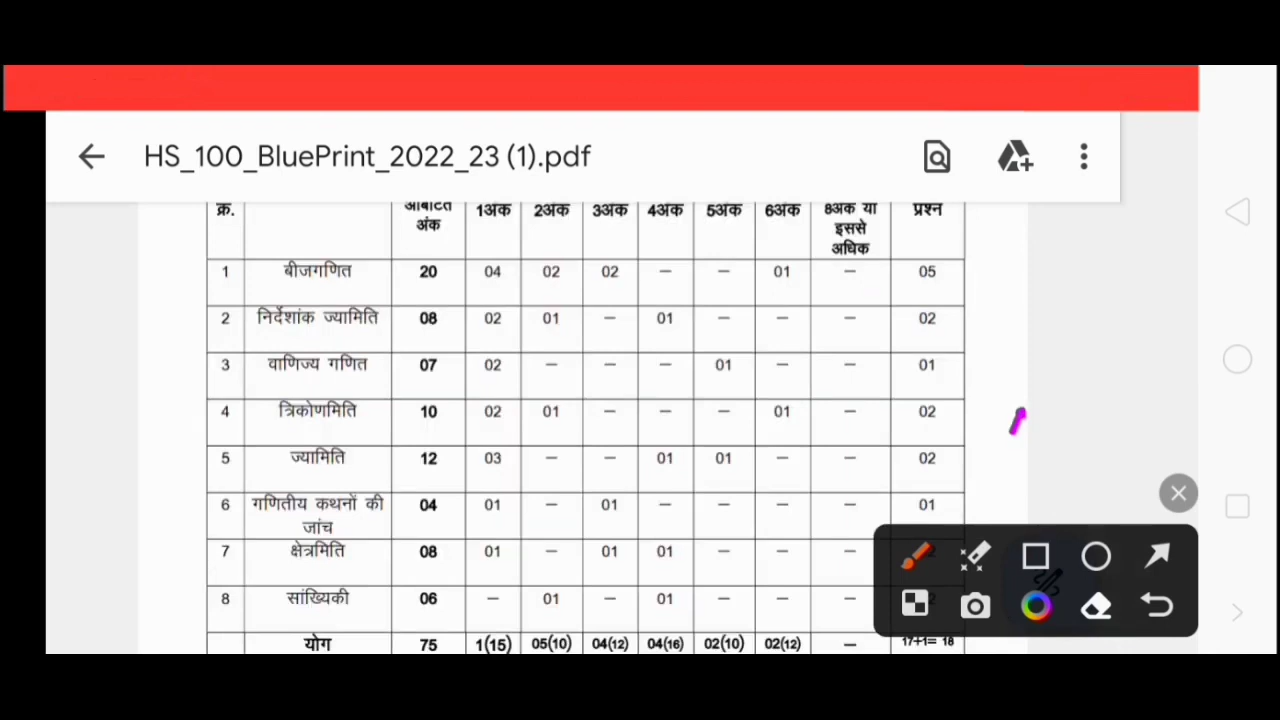 HS_100_BluePrint_2022_23 (1).pdf
क्र. आबंटित अंक 1अंक 2अंक 3अंक 4अंक 5अंक 6अंक 8अंक या इससे अधिक प्रश्न
1 बीजगणित 20 04 02 02 – – 01 – 05
2 निर्देशांक ज्यामिति 08 02 01 – 01 – – – 02
3 वाणिज्य गणित 07 02 – – – 01 – – 01
4 त्रिकोणमिति 10 02 01 – – – 01 – 02
5 ज्यामिति 12 03 – – 01 01 – – 02
6 गणितीय कथनों की जांच 04 01 – 01 – – – – 01
7 क्षेत्रमिति 08 01 – 01 01 – – –
8 सांख्यिकी 06 – 01 – 01 – – –
योग 75 1(15) 05(10) 04(12) 04(16) 02(10) 02(12) – 17+1= 18